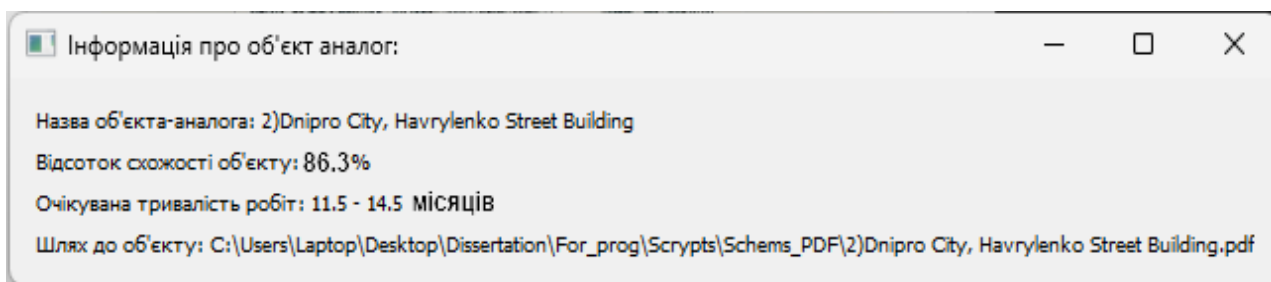 Інформація про об'єкт аналог:
Назва об'єкта-аналога: 2)Dnipro City, Havrylenko Street Building
Відсоток схожості об'єкту: 86.3%
Очікувана тривалість робіт: 11.5 - 14.5 місяців
Шлях до об'єкту: C:\Users\Laptop\Desktop\Dissertation\For_prog\Scrypts\Schems_PDF\2)Dnipro City, Havrylenko Street Building.pdf